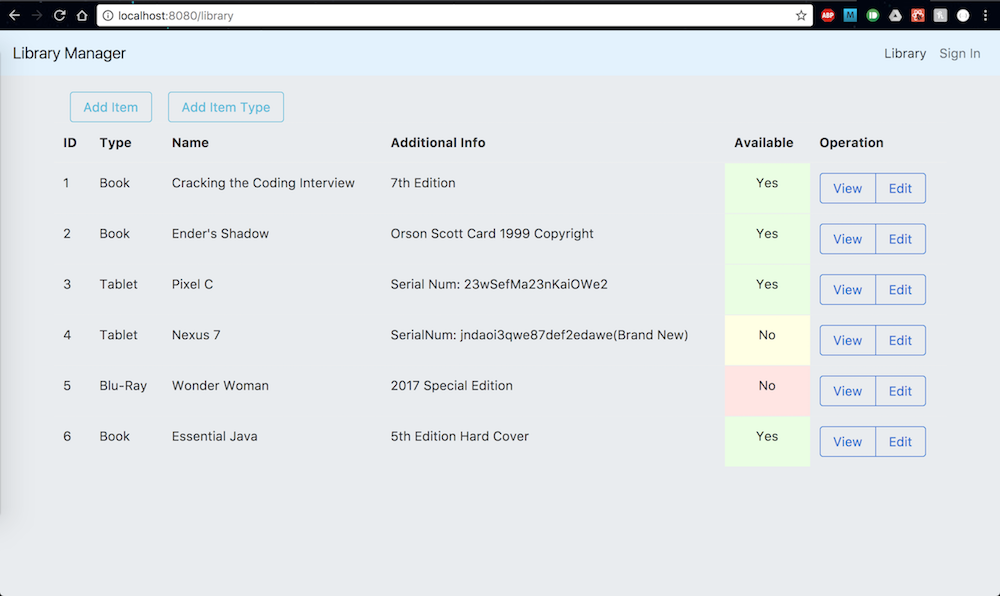 localhost:8080/library
ABP
M
Library Manager Library Sign In
Add Item Add Item Type
ID Type Name Additional Info Available Operation
1 Book Cracking the Coding Interview 7th Edition Yes View Edit
2 Book Ender's Shadow Orson Scott Card 1999 Copyright Yes View Edit
3 Tablet Pixel C Serial Num: 23wSefMa23nKaiOWe2 Yes View Edit
4 Tablet Nexus 7 SerialNum: jndaoi3qwe87def2edawe(Brand New) No View Edit
5 Blu-Ray Wonder Woman 2017 Special Edition No View Edit
6 Book Essential Java 5th Edition Hard Cover Yes View Edit